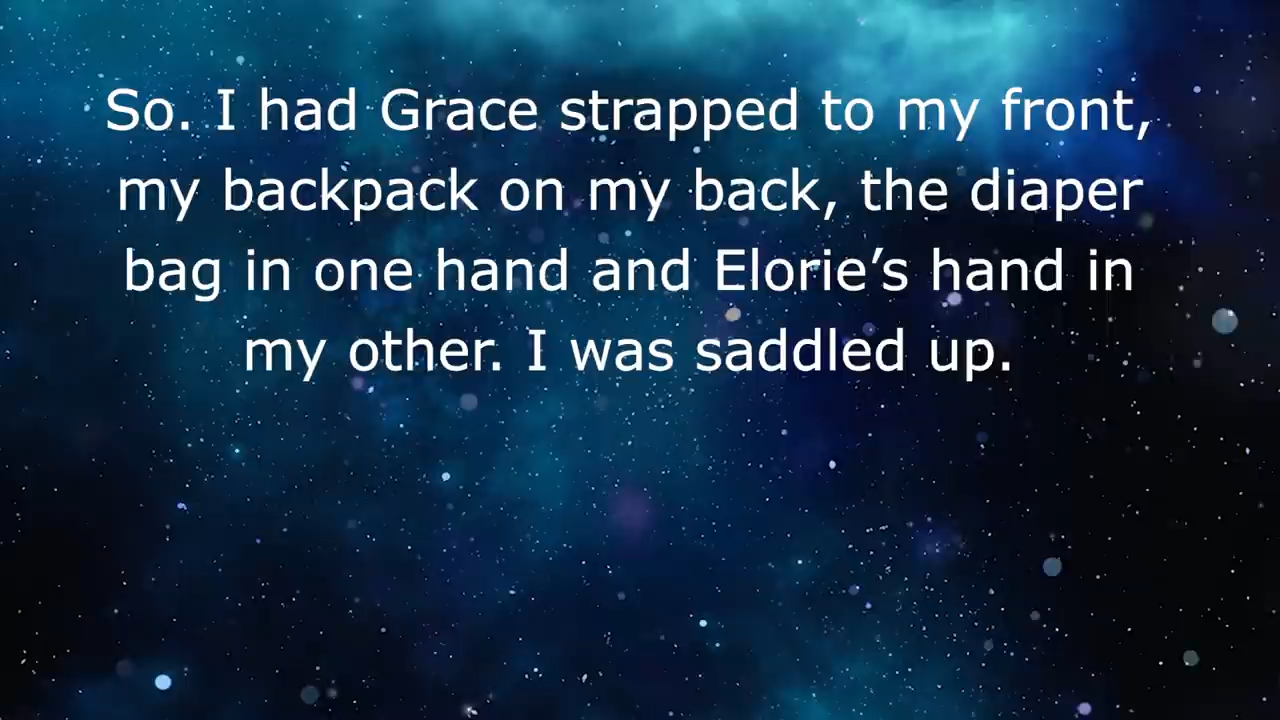 So. I had Grace strapped to my front,
my backpack on my back, the diaper
bag in one hand and Elorie’s hand in
my other. I was saddled up.